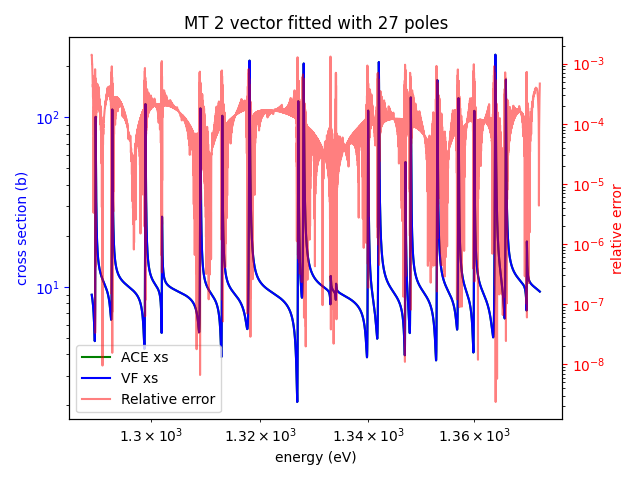 MT 2 vector fitted with 27 poles
10²
10¹
cross section (b)
10⁻³
10⁻⁴
10⁻⁵
10⁻⁶
10⁻⁷
10⁻⁸
relative error
ACE xs
VF xs
Relative error
1.3 × 10³
1.32 × 10³
1.34 × 10³
1.36 × 10³
energy (eV)